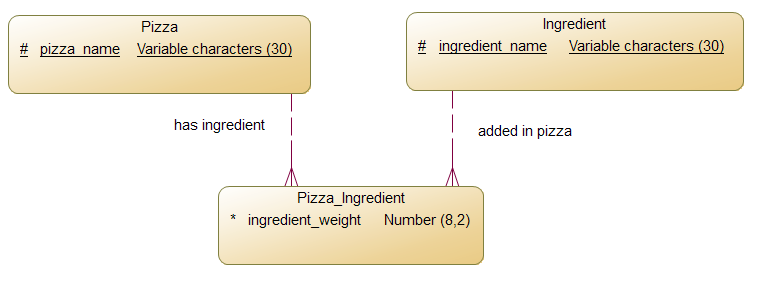 Pizza
# pizza_name Variable characters (30)
Ingredient
# ingredient_name Variable characters (30)
has ingredient
added in pizza
Pizza_Ingredient
* ingredient_weight Number (8,2)